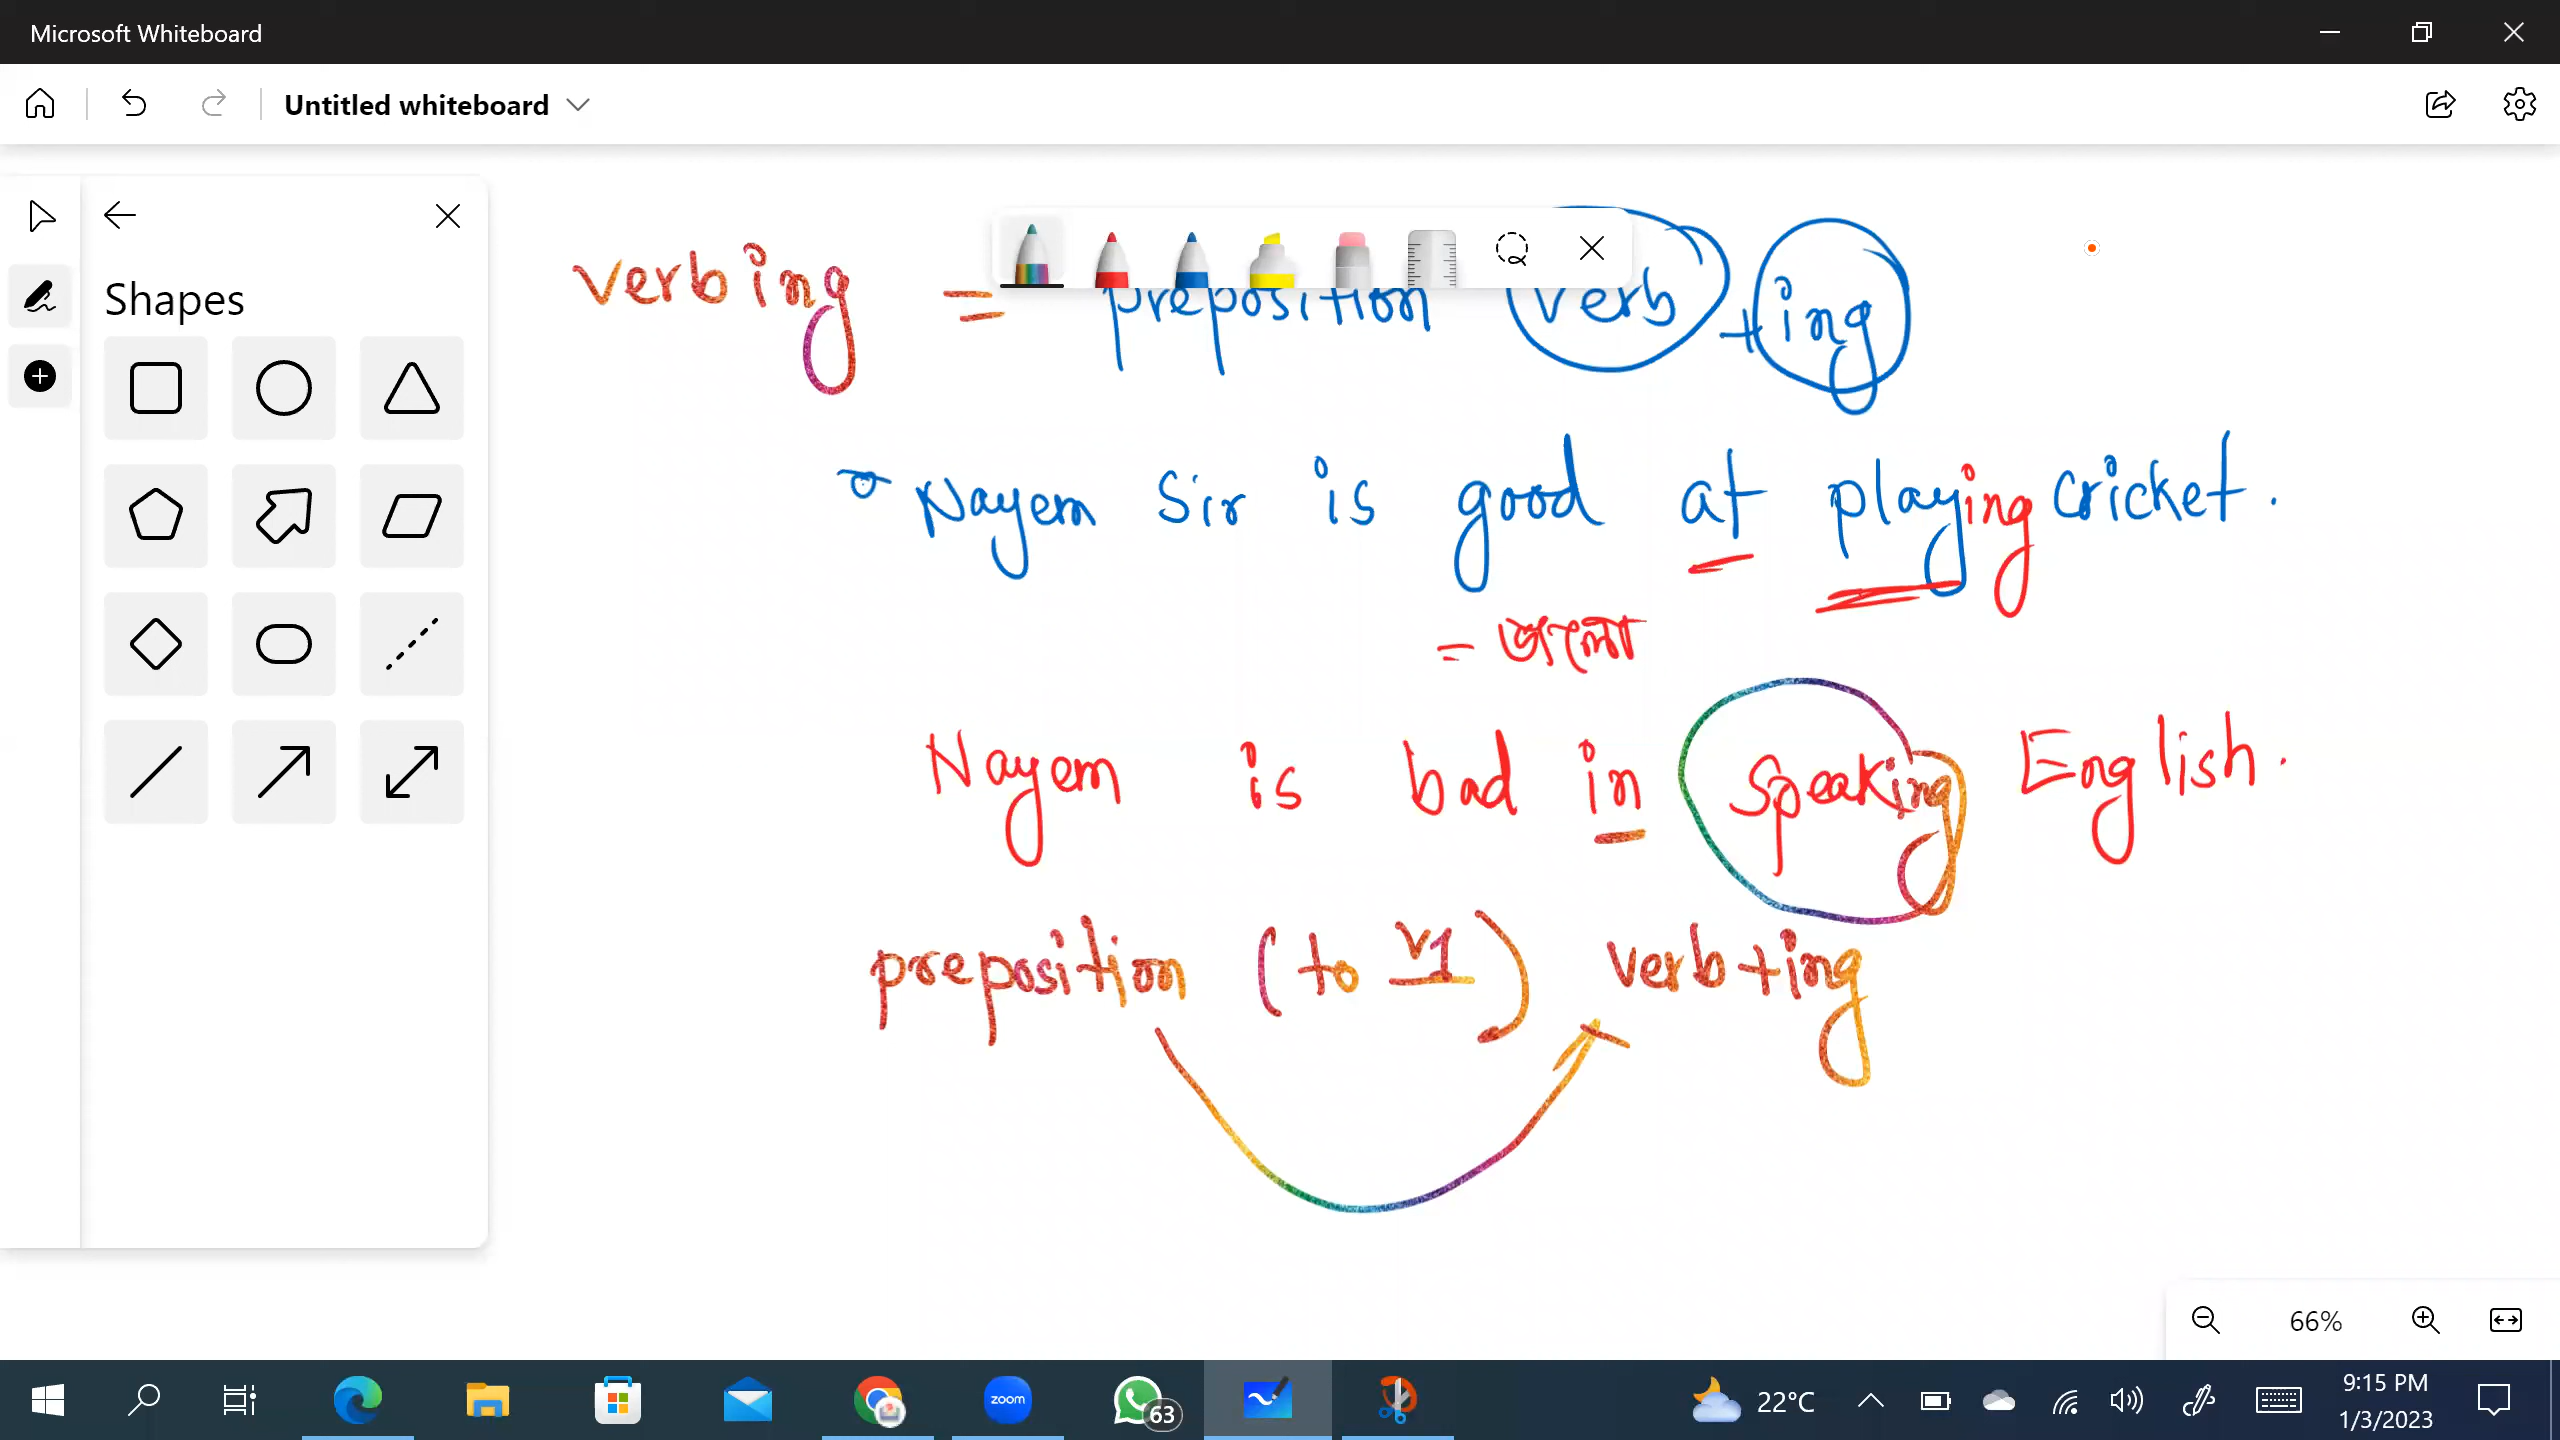 Microsoft Whiteboard
Untitled whiteboard
Shapes
verbing = preposition verb + ing
Nayem Sir is good at playing cricket.
= ভালো
Nayem is bad in speaking English.
preposition (to v1) verb+ing
66%
zoom
63
22°C
9:15 PM
1/3/2023